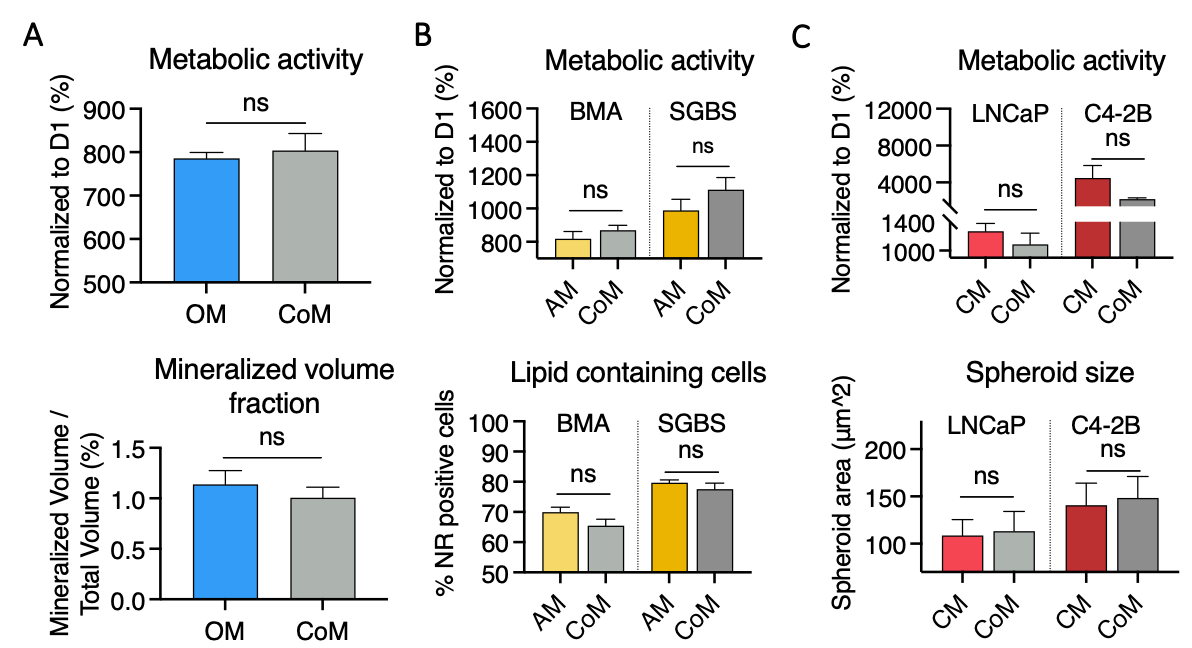 A
Metabolic activity
Normalized to D1 (%)
900
800
700
600
500
ns
OM
CoM
Mineralized volume
fraction
Mineralized Volume /
Total Volume (%)
1.5
1.0
0.5
0.0
ns
OM
CoM
B
Metabolic activity
Normalized to D1 (%)
1600
1400
1200
1000
800
BMA
SGBS
ns
ns
AM
CoM
AM
CoM
Lipid containing cells
% NR positive cells
100
90
80
70
60
50
BMA
SGBS
ns
ns
AM
CoM
AM
CoM
C
Metabolic activity
Normalized to D1 (%)
12000
8000
4000
1400
1000
LNCaP
C4-2B
ns
ns
CM
CoM
CM
CoM
Spheroid size
Spheroid area (µm^2)
200
150
100
LNCaP
C4-2B
ns
ns
CM
CoM
CM
CoM